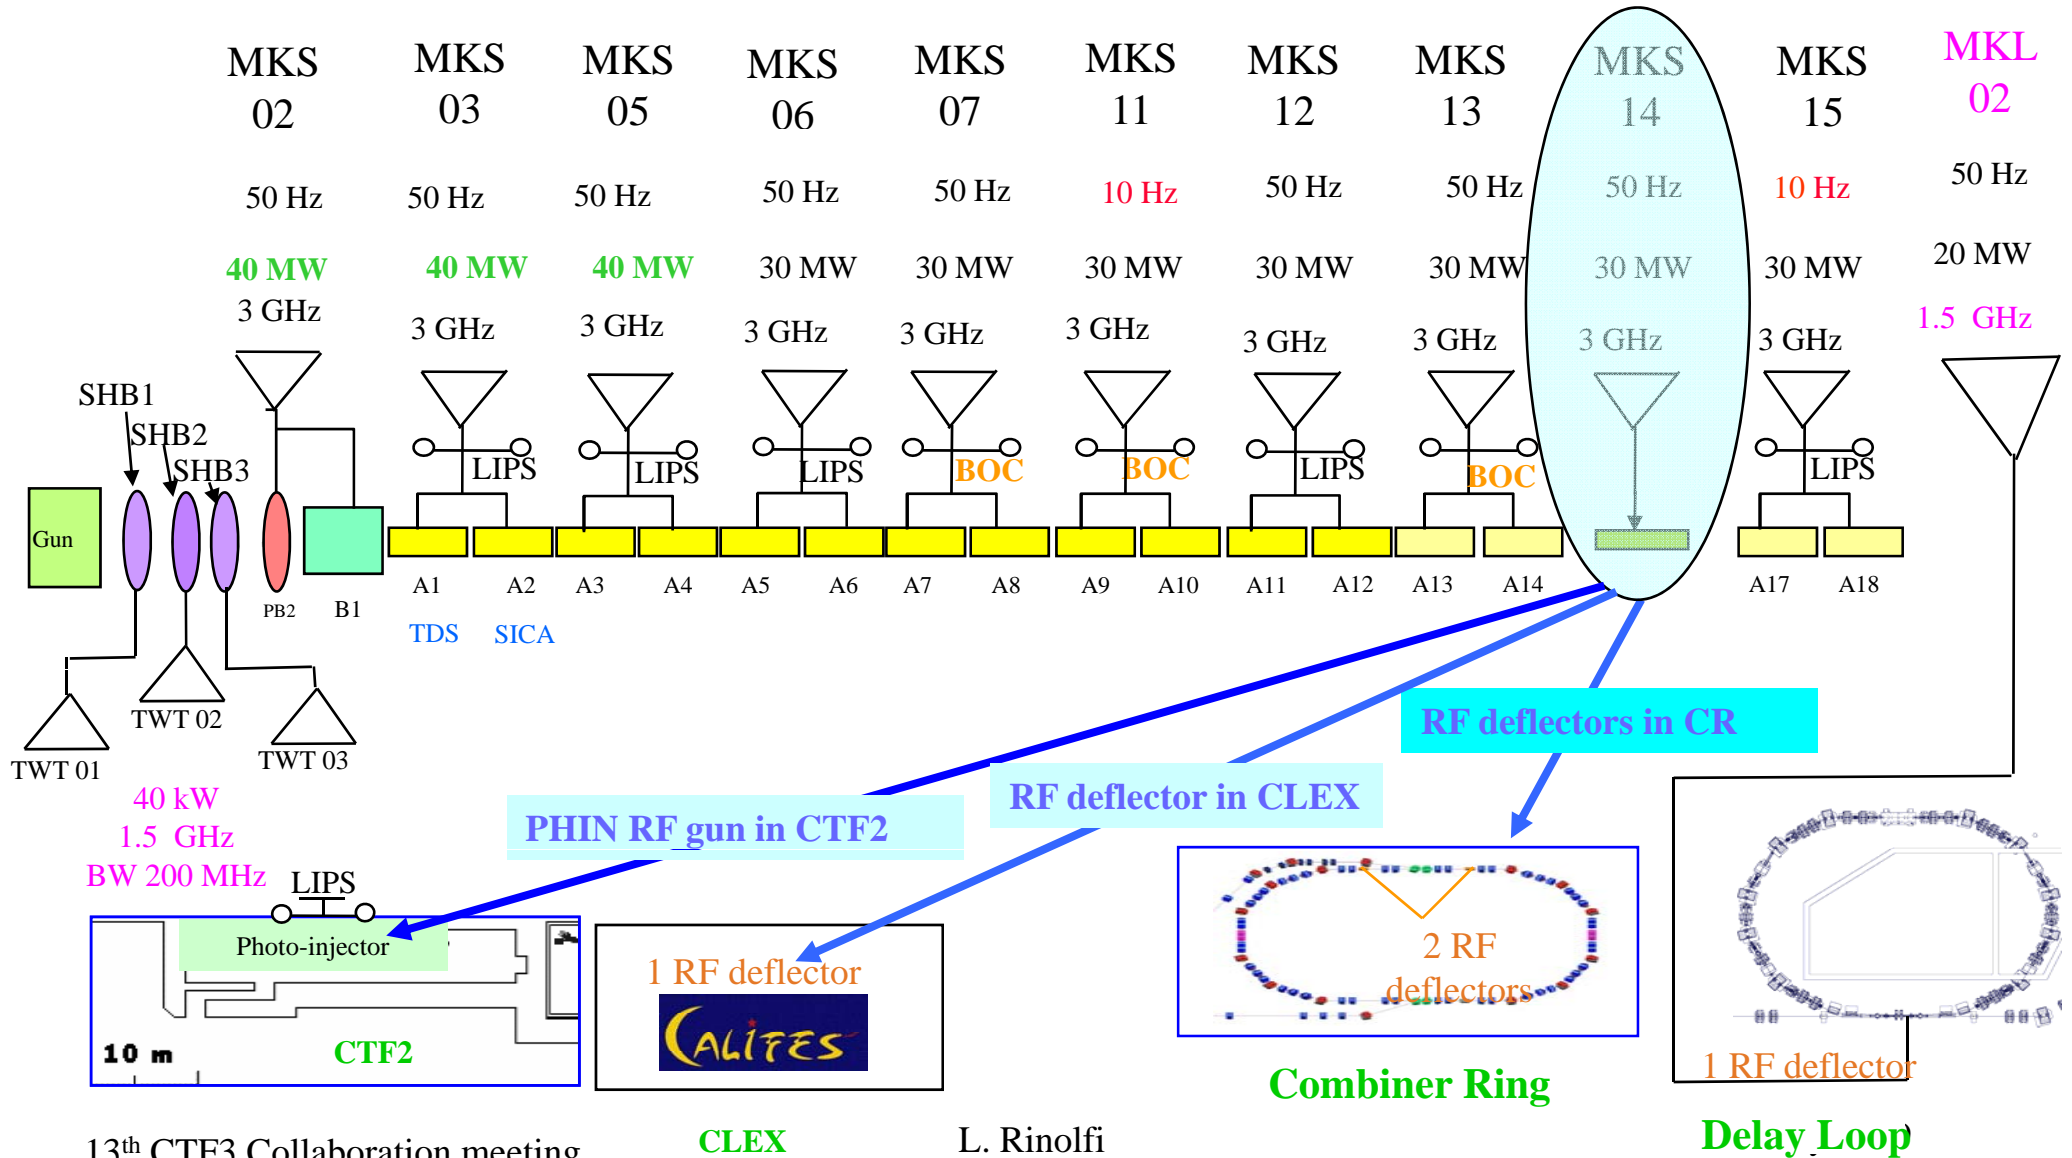 MKS MKS MKS MKS MKS MKS MKS MKS MKS MKS MKL
02 03 05 06 07 11 12 13 14 15 02
50 Hz 50 Hz 50 Hz 50 Hz 50 Hz 10 Hz 50 Hz 50 Hz 50 Hz 10 Hz 50 Hz
40 MW 40 MW 40 MW 30 MW 30 MW 30 MW 30 MW 30 MW 30 MW 30 MW 20 MW
3 GHz 3 GHz 3 GHz 3 GHz 3 GHz 3 GHz 3 GHz 3 GHz 3 GHz 3 GHz 1.5 GHz
SHB1
SHB2
SHB3
LIPS LIPS LIPS BOC BOC LIPS BOC LIPS
Gun
PB2 B1 A1 A2 A3 A4 A5 A6 A7 A8 A9 A10 A11 A12 A13 A14 A17 A18
TDS SICA
TWT 02
TWT 01 TWT 03
RF deflectors in CR
RF deflector in CLEX
PHIN RF gun in CTF2
40 kW
1.5 GHz
BW 200 MHz
LIPS
Photo-injector
10 m
CTF2
1 RF deflector
CALIFES
2 RF
deflectors
1 RF deflector
Combiner Ring
CLEX
Delay Loop
13th CTF3 Collaboration meeting
L. Rinolfi